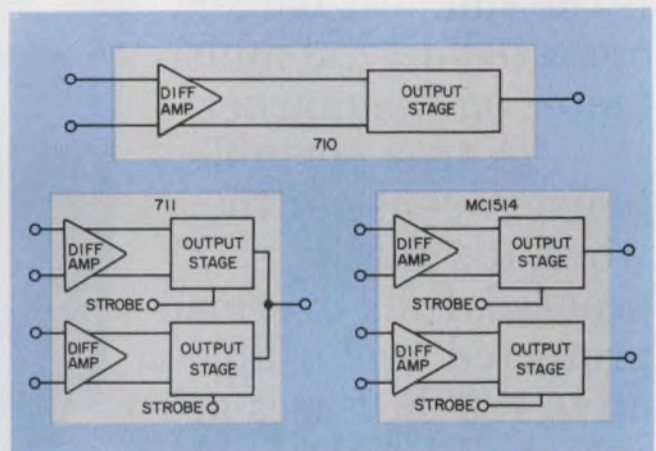 DIFF
AMP
OUTPUT
STAGE
710
711
DIFF
AMP
OUTPUT
STAGE
STROBE
DIFF
AMP
OUTPUT
STAGE
STROBE
MC1514
DIFF
AMP
OUTPUT
STAGE
STROBE
DIFF
AMP
OUTPUT
STAGE
STROBE